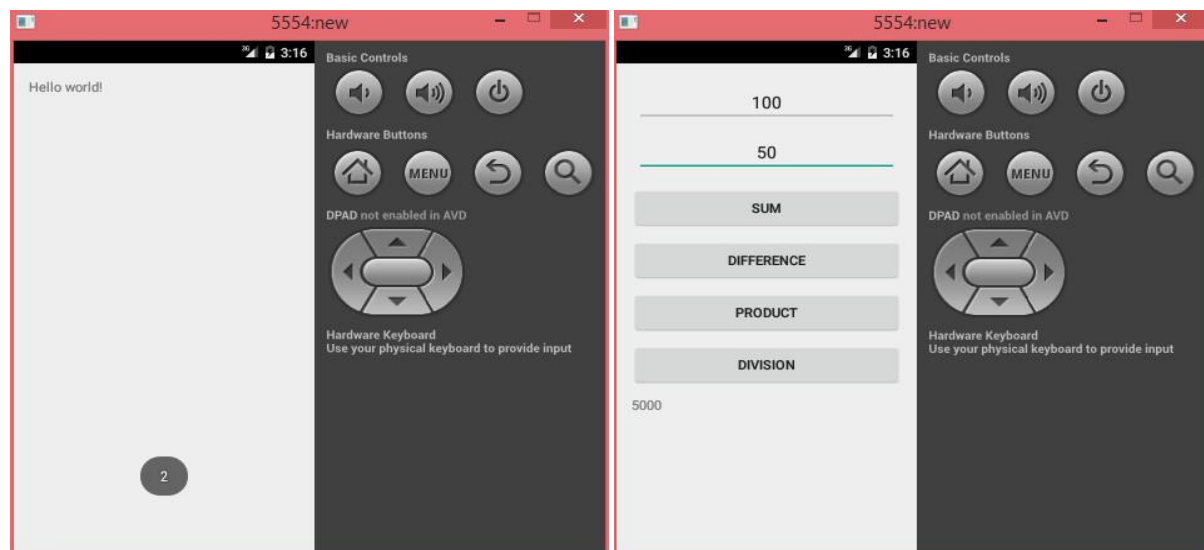 5554:new
3G 3:16
Hello world!
2
Basic Controls
Hardware Buttons
MENU
DPAD not enabled in AVD
Hardware Keyboard
Use your physical keyboard to provide input
5554:new
3G 3:16
100
50
SUM
DIFFERENCE
PRODUCT
DIVISION
5000
Basic Controls
Hardware Buttons
MENU
DPAD not enabled in AVD
Hardware Keyboard
Use your physical keyboard to provide input